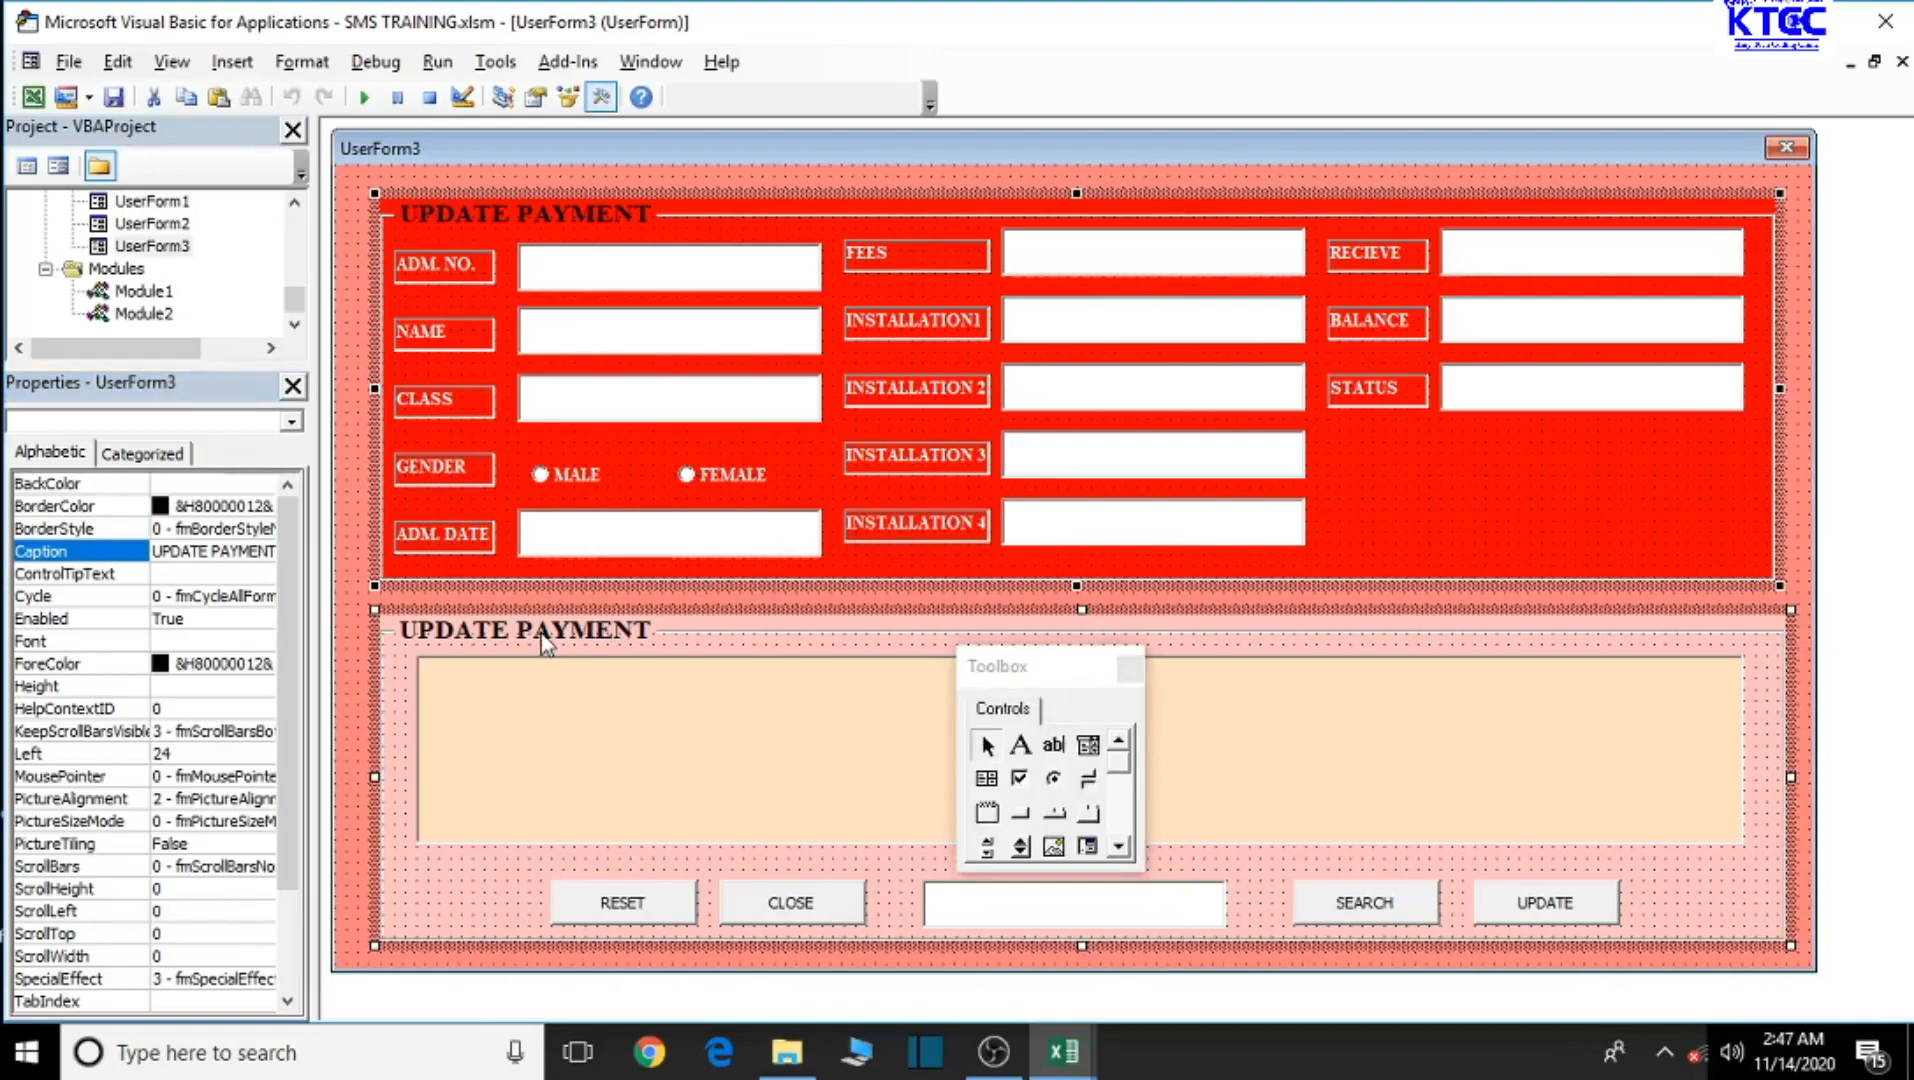 Microsoft Visual Basic for Applications - SMS TRAINING.xlsm - [UserForm3 (UserForm)]
KTCC
File Edit View Insert Format Debug Run Tools Add-Ins Window Help
Project - VBAProject
UserForm1
UserForm2
UserForm3
Modules
Module1
Module2
Properties - UserForm3
Alphabetic Categorized
BackColor
BorderColor &H80000012&
BorderStyle 0 - fmBorderStyleN
Caption UPDATE PAYMENT
ControlTipText
Cycle 0 - fmCycleAllForm
Enabled True
Font
ForeColor &H80000012&
Height
HelpContextID 0
KeepScrollBarsVisible 3 - fmScrollBarsBo
Left 24
MousePointer 0 - fmMousePointe
PictureAlignment 2 - fmPictureAlignr
PictureSizeMode 0 - fmPictureSizeM
PictureTiling False
ScrollBars 0 - fmScrollBarsNo
ScrollHeight 0
ScrollLeft 0
ScrollTop 0
ScrollWidth 0
SpecialEffect 3 - fmSpecialEffect
TabIndex
UserForm3
UPDATE PAYMENT
ADM. NO. FEES RECIEVE
NAME INSTALLATION1 BALANCE
CLASS INSTALLATION 2 STATUS
GENDER MALE FEMALE INSTALLATION 3
ADM. DATE INSTALLATION 4
UPDATE PAYMENT
Toolbox
Controls
A ab|
RESET CLOSE SEARCH UPDATE
Type here to search
2:47 AM
11/14/2020
15